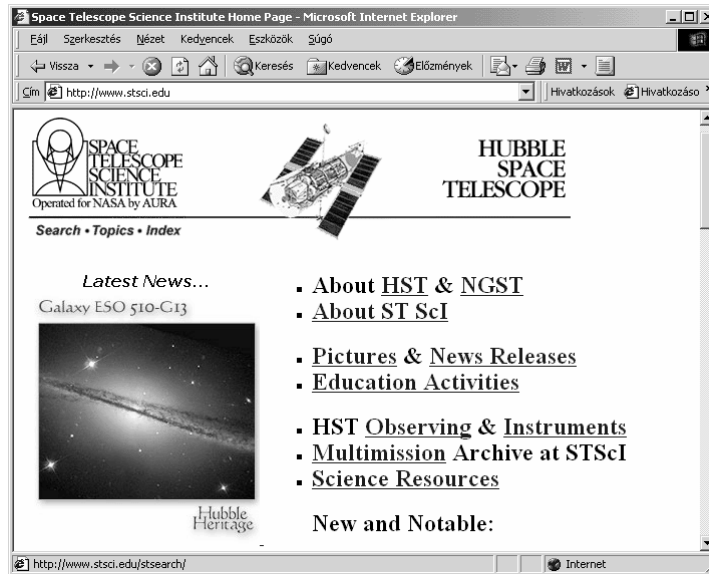 Space Telescope Science Institute Home Page - Microsoft Internet Explorer
Fájl Szerkesztés Nézet Kedvencek Eszközök Súgó
Vissza Keresés Kedvencek Előzmények
Cím http://www.stsci.edu Hivatkozások Hivatkozáso
SPACE
TELESCOPE
SCIENCE
INSTITUTE
Operated for NASA by AURA
HUBBLE
SPACE
TELESCOPE
Search • Topics • Index
Latest News...
Galaxy ESO 510-G13
Hubble
Heritage
▪ About HST & NGST
▪ About ST ScI
▪ Pictures & News Releases
▪ Education Activities
▪ HST Observing & Instruments
▪ Multimission Archive at STScI
▪ Science Resources
New and Notable:
http://www.stsci.edu/stsearch/ Internet